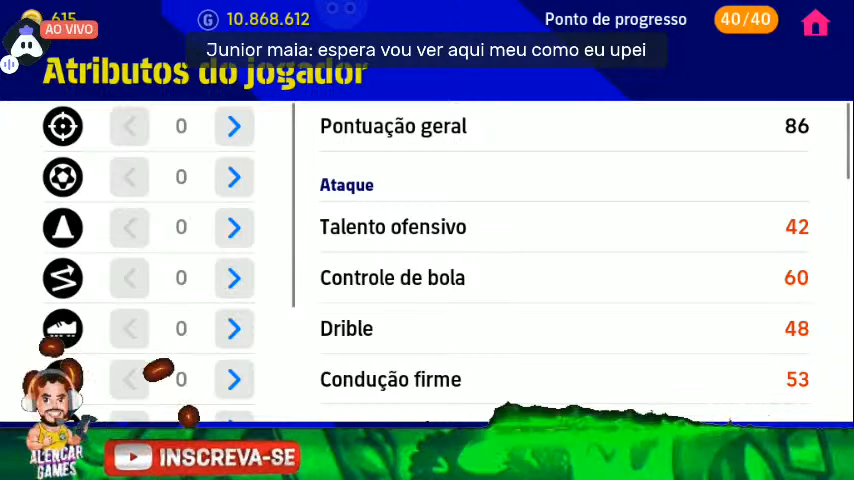 615
AO VIVO
G 10.868.612
Ponto de progresso
40/40
Junior maia: espera vou ver aqui meu como eu upei
Atributos do jogador
0
Pontuação geral 86
0
Ataque
0
Talento ofensivo 42
0
Controle de bola 60
0
Drible 48
0
Condução firme 53
ALENCAR
GAMES
INSCREVA-SE